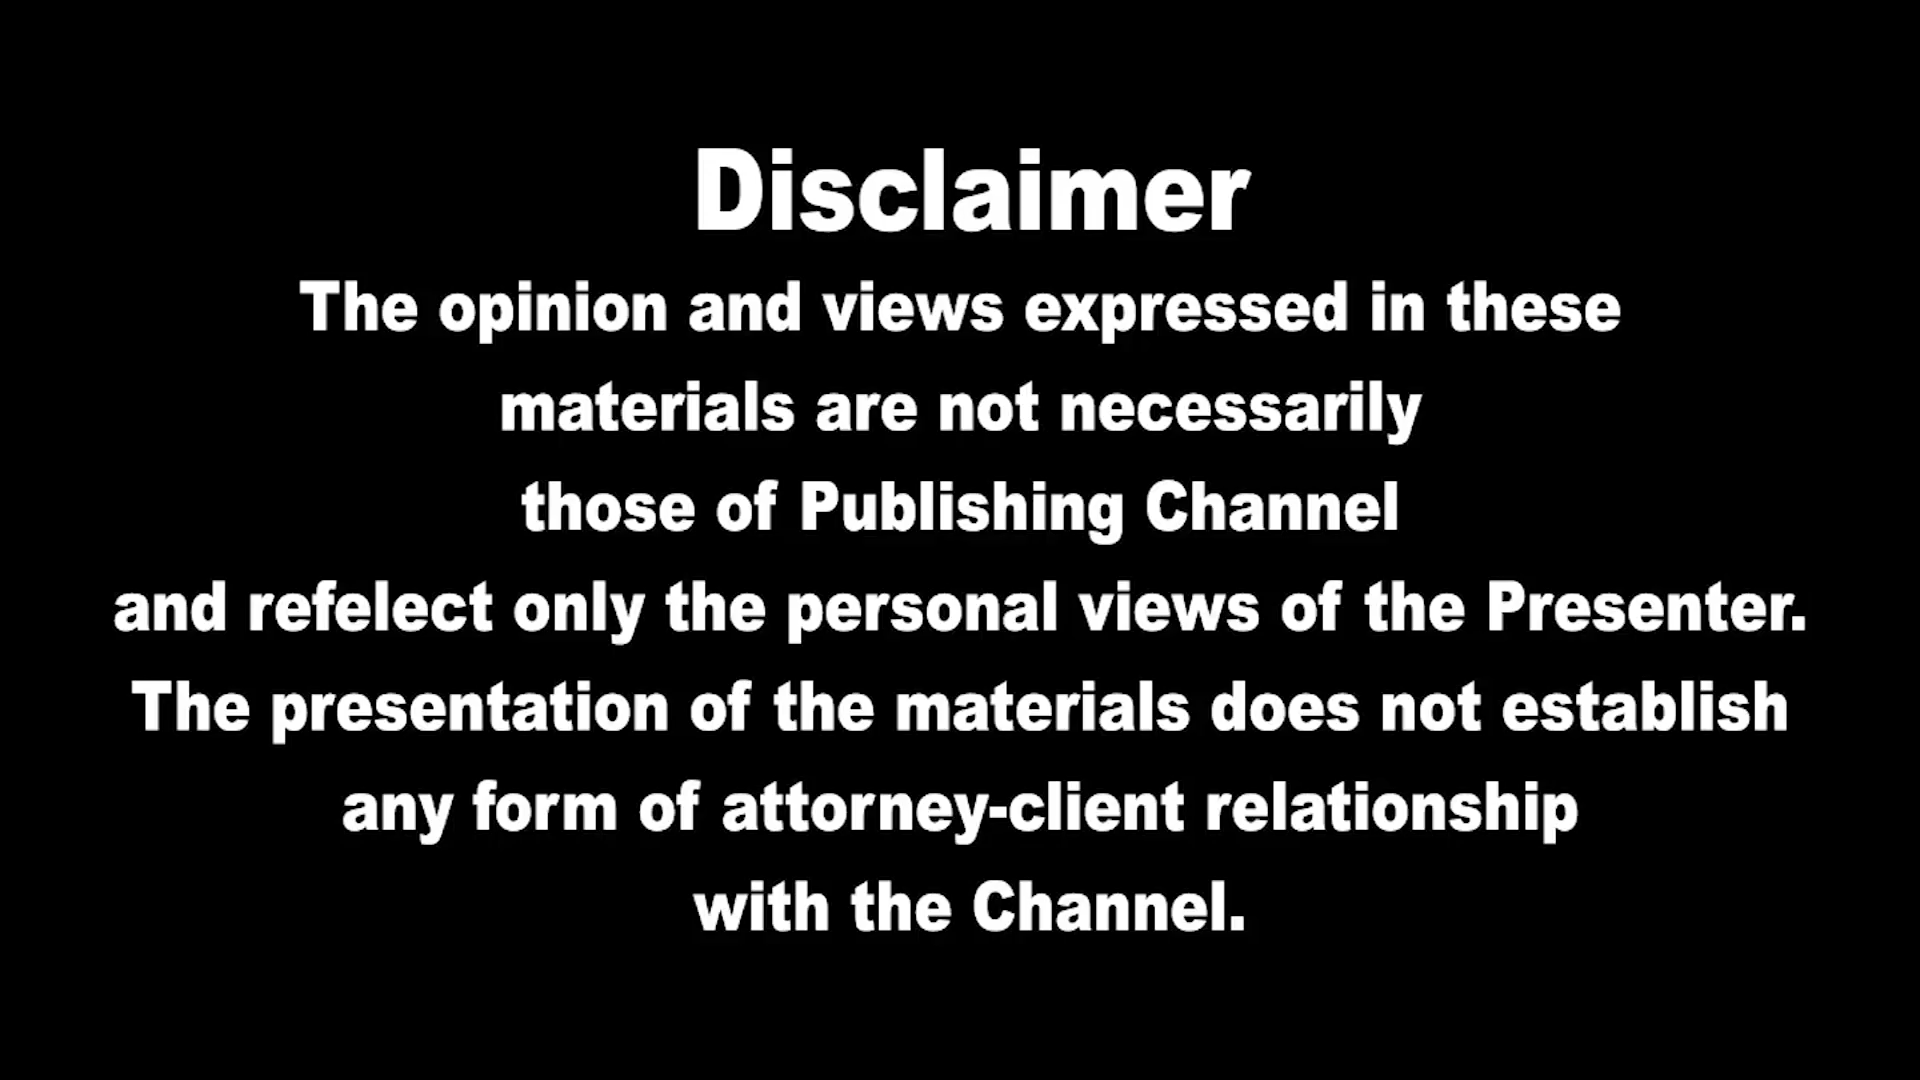 Disclaimer
The opinion and views expressed in these
materials are not necessarily
those of Publishing Channel
and refelect only the personal views of the Presenter.
The presentation of the materials does not establish
any form of attorney-client relationship
with the Channel.